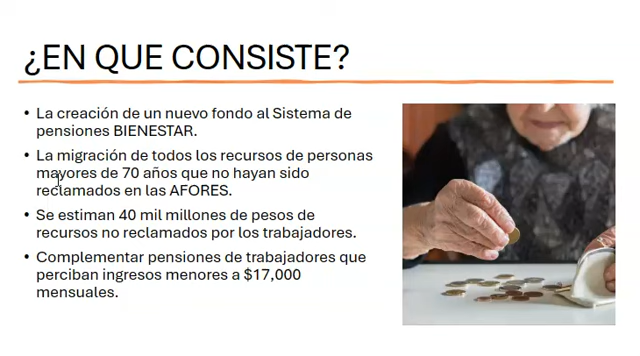 ¿EN QUE CONSISTE?
• La creación de un nuevo fondo al Sistema de
pensiones BIENESTAR.
• La migración de todos los recursos de personas
mayores de 70 años que no hayan sido
reclamados en las AFORES.
• Se estiman 40 mil millones de pesos de
recursos no reclamados por los trabajadores.
• Complementar pensiones de trabajadores que
perciban ingresos menores a $17,000
mensuales.